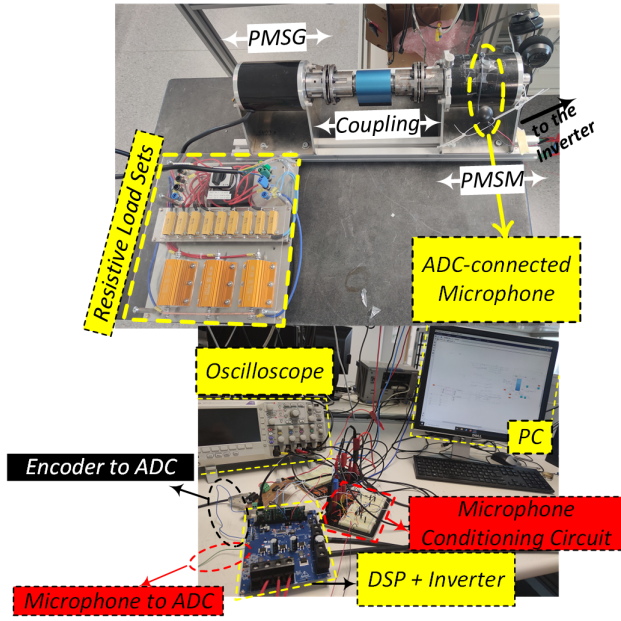 PMSG
Coupling
to the
Inverter
PMSM
Resistive Load Sets
ADC-connected
Microphone
Oscilloscope
PC
Encoder to ADC
Microphone
Conditioning Circuit
DSP + Inverter
Microphone to ADC